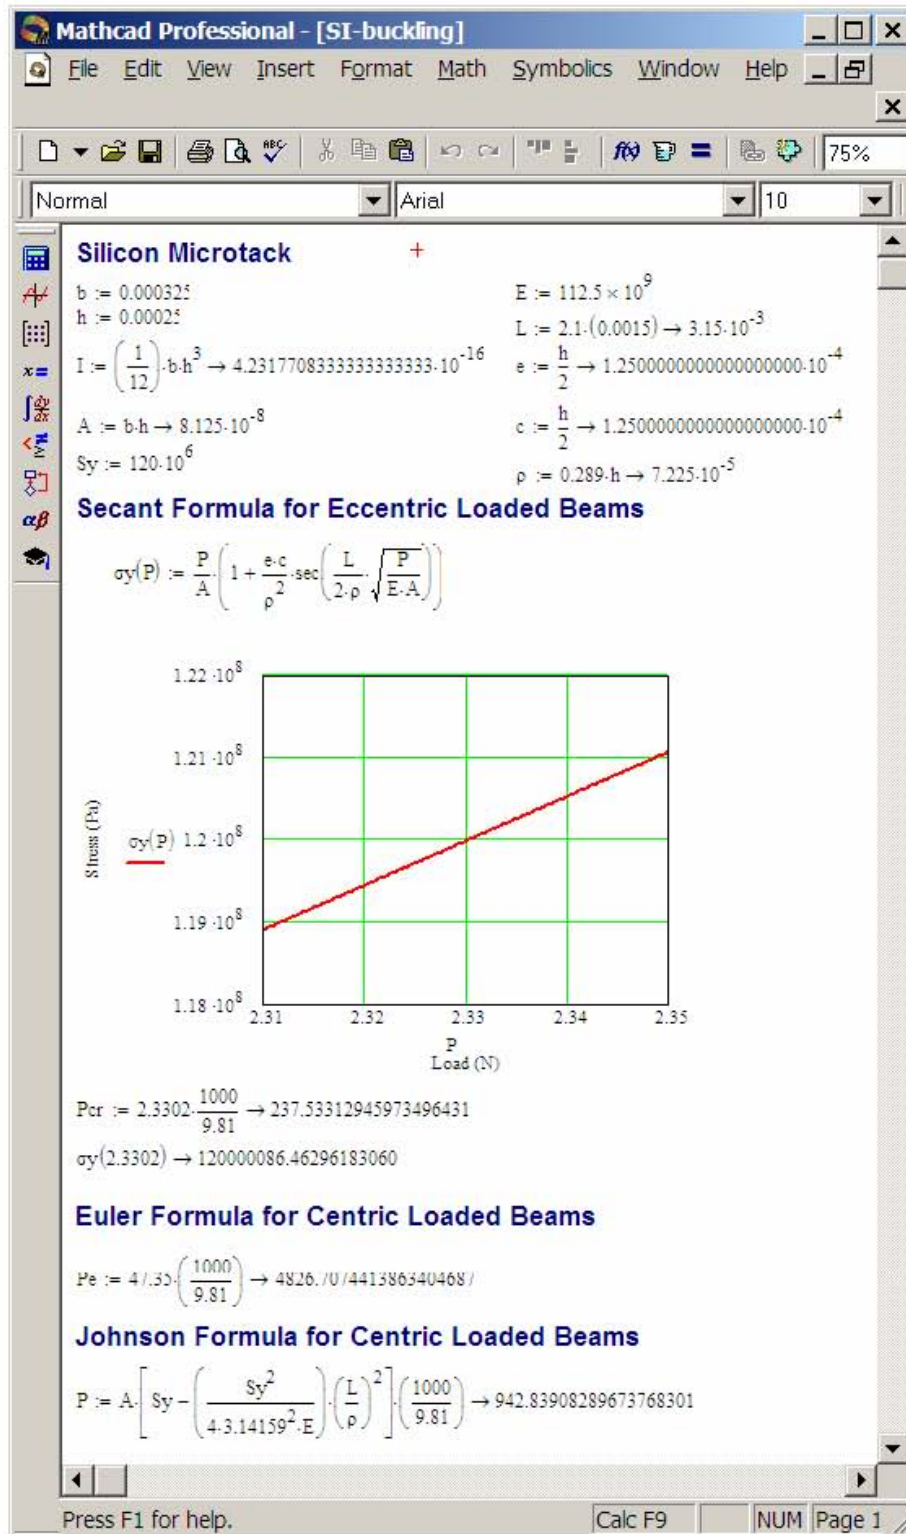 Mathcad Professional - [SI-buckling]
File Edit View Insert Format Math Symbolics Window Help
75%
Normal Arial 10
Silicon Microtack
b := 0.000325
h := 0.00025
E := 112.5 × 10^9
L := 2.1·(0.0015) → 3.15·10^-3
I := (1/12)·b·h^3 → 4.2317708333333333333·10^-16
e := h/2 → 1.2500000000000000000·10^-4
A := b·h → 8.125·10^-8
c := h/2 → 1.2500000000000000000·10^-4
Sy := 120·10^6
ρ := 0.289·h → 7.225·10^-5
Secant Formula for Eccentric Loaded Beams
σy(P) := P/A·(1 + e·c/ρ^2·sec(L/(2·ρ)·√(P/(E·A))))
1.22·10^8
1.21·10^8
1.2·10^8
1.19·10^8
1.18·10^8
Stress (Pa)
σy(P)
2.31 2.32 2.33 2.34 2.35
P
Load (N)
Pcr := 2.3302·1000/9.81 → 237.53312945973496431
σy(2.3302) → 120000086.46296183060
Euler Formula for Centric Loaded Beams
Pe := 47.35·(1000/9.81) → 4826.7074413863404687
Johnson Formula for Centric Loaded Beams
P := A·[Sy − (Sy^2/(4·3.14159^2·E))·(L/ρ)^2]·(1000/9.81) → 942.83908289673768301
Press F1 for help. Calc F9 NUM Page 1